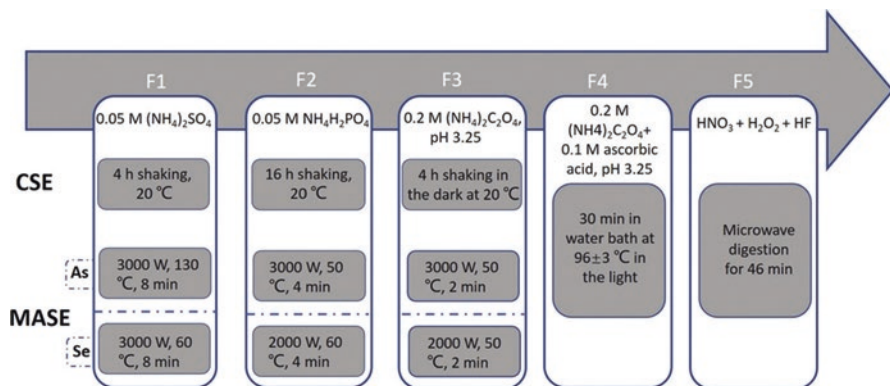 F1
F2
F3
F4
F5
0.05 M (NH₄)₂SO₄
0.05 M NH₄H₂PO₄
0.2 M (NH₄)₂C₂O₄,
pH 3.25
0.2 M
(NH4)₂C₂O₄+
0.1 M ascorbic
acid, pH 3.25
HNO₃ + H₂O₂ + HF
CSE
4 h shaking,
20 ℃
16 h shaking,
20 ℃
4 h shaking in
the dark at 20 ℃
30 min in
water bath at
96±3 ℃ in
the light
Microwave
digestion
for 46 min
MASE
As
3000 W, 130
℃, 8 min
3000 W, 50
℃, 4 min
3000 W, 50
℃, 2 min
Se
3000 W, 60
℃, 8 min
2000 W, 60
℃, 4 min
2000 W, 50
℃, 2 min